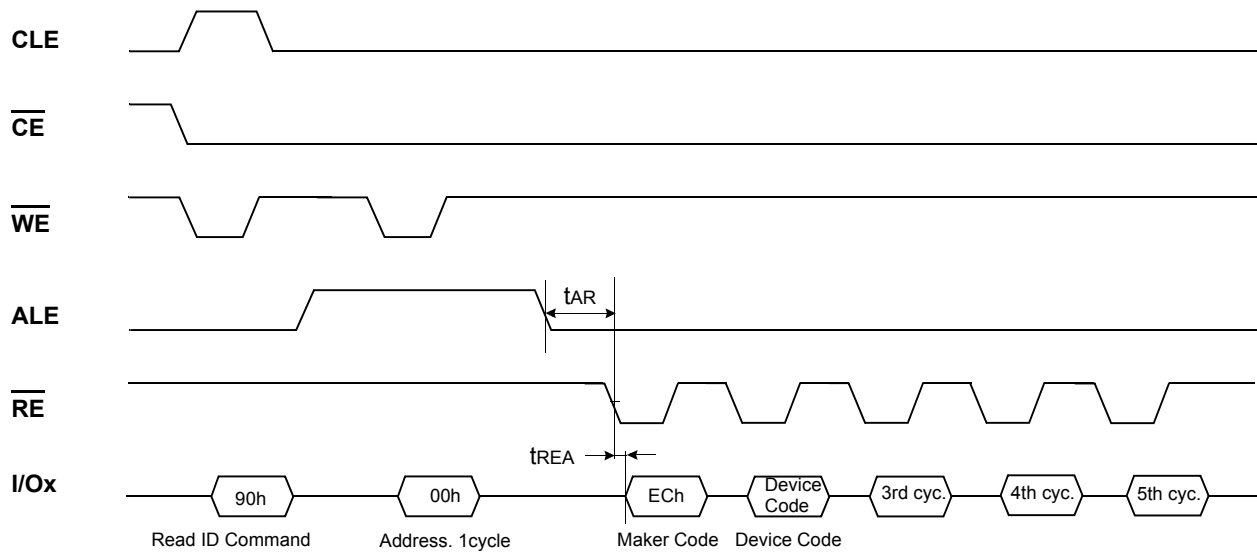 CLE
CE
WE
ALE
tAR
RE
tREA
I/Ox
90h 00h ECh Device Code 3rd cyc. 4th cyc. 5th cyc.
Read ID Command Address. 1cycle Maker Code Device Code